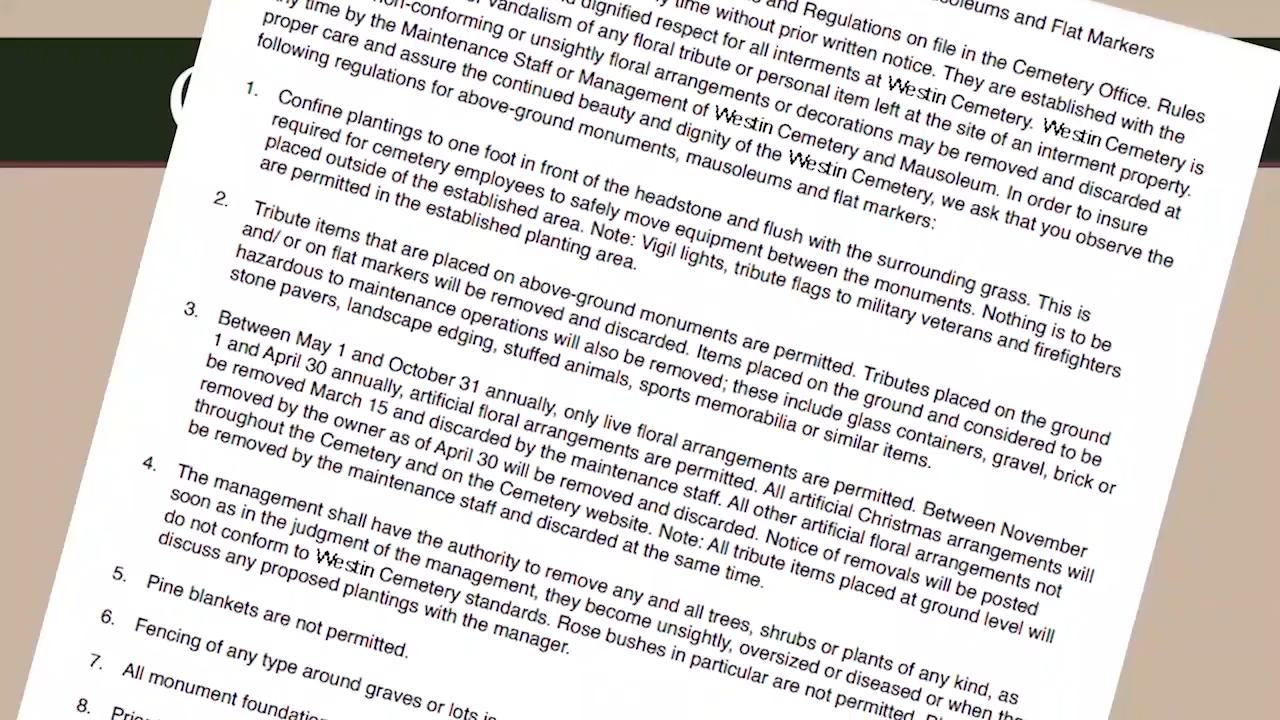 oleums and Flat Markers
and Regulations on file in the Cemetery Office. Rules
time without prior written notice. They are established with the
dignified respect for all interments at Westin Cemetery. Westin Cemetery is
Vandalism of any floral tribute or personal item left at the site of an interment property.
non-conforming or unsightly floral arrangements or decorations may be removed and discarded at
any time by the Maintenance Staff or Management of Westin Cemetery and Mausoleum. In order to insure
proper care and assure the continued beauty and dignity of the Westin Cemetery, we ask that you observe the
following regulations for above-ground monuments, mausoleums and flat markers:
1. Confine plantings to one foot in front of the headstone and flush with the surrounding grass. This is
required for cemetery employees to safely move equipment between the monuments. Nothing is to be
placed outside of the established area. Note: Vigil lights, tribute flags to military veterans and firefighters
are permitted in the established planting area.
2. Tribute items that are placed on above-ground monuments are permitted. Tributes placed on the ground
and/ or on flat markers will be removed and discarded. Items placed on the ground and considered to be
hazardous to maintenance operations will also be removed; these include glass containers, gravel, brick or
stone pavers, landscape edging, stuffed animals, sports memorabilia or similar items.
3. Between May 1 and October 31 annually, only live floral arrangements are permitted. Between November
1 and April 30 annually, artificial floral arrangements are permitted. All artificial Christmas arrangements will
be removed March 15 and discarded by the maintenance staff. All other artificial floral arrangements not
removed by the owner as of April 30 will be removed and discarded. Notice of removals will be posted
throughout the Cemetery and on the Cemetery website. Note: All tribute items placed at ground level will
be removed by the maintenance staff and discarded at the same time.
4. The management shall have the authority to remove any and all trees, shrubs or plants of any kind, as
soon as in the judgment of the management, they become unsightly, oversized or diseased or when the
do not conform to Westin Cemetery standards. Rose bushes in particular are not permitted.
discuss any proposed plantings with the manager.
5. Pine blankets are not permitted.
6. Fencing of any type around graves or lots is
7. All monument foundation
8.